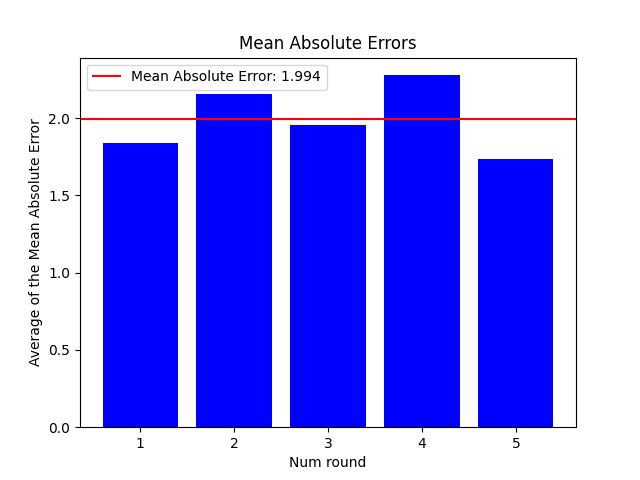 Mean Absolute Errors
Mean Absolute Error: 1.994
Average of the Mean Absolute Error
2.0
1.5
1.0
0.5
0.0
1 2 3 4 5
Num round